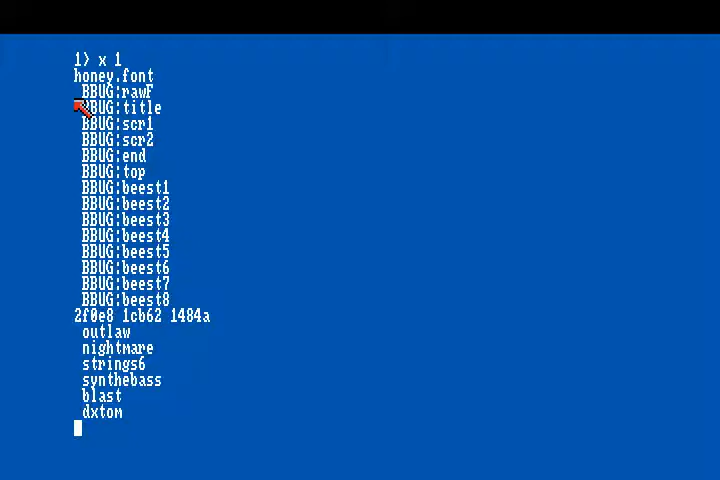 1> x 1
honey.font
BBUG:rawF
BBUG:title
BBUG:scr1
BBUG:scr2
BBUG:end
BBUG:top
BBUG:beest1
BBUG:beest2
BBUG:beest3
BBUG:beest4
BBUG:beest5
BBUG:beest6
BBUG:beest7
BBUG:beest8
2f0e8 1cb62 1484a
outlaw
nightmare
strings6
synthebass
blast
dxtom